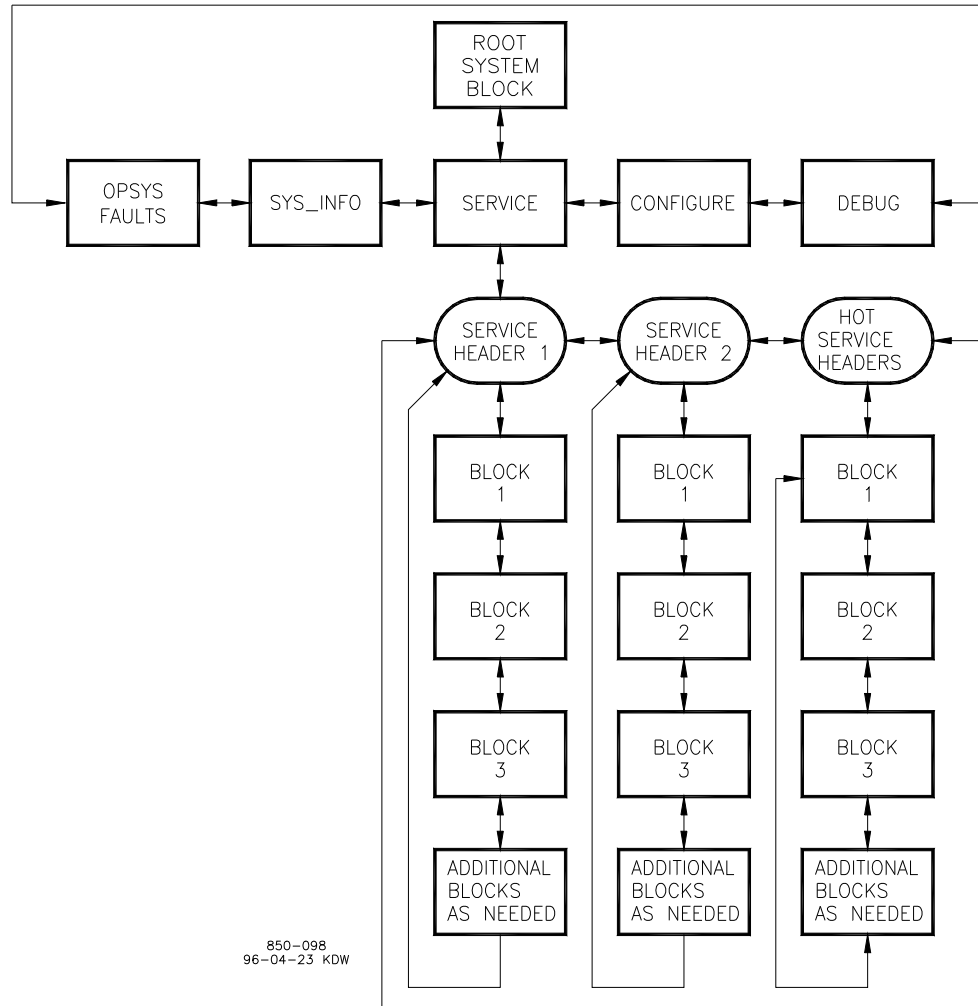 ROOT
SYSTEM
BLOCK
OPSYS
FAULTS
SYS_INFO
SERVICE
CONFIGURE
DEBUG
SERVICE
HEADER 1
SERVICE
HEADER 2
HOT
SERVICE
HEADERS
BLOCK
1
BLOCK
1
BLOCK
1
BLOCK
2
BLOCK
2
BLOCK
2
BLOCK
3
BLOCK
3
BLOCK
3
ADDITIONAL
BLOCKS
AS NEEDED
ADDITIONAL
BLOCKS
AS NEEDED
ADDITIONAL
BLOCKS
AS NEEDED
850-098
96-04-23 KDW